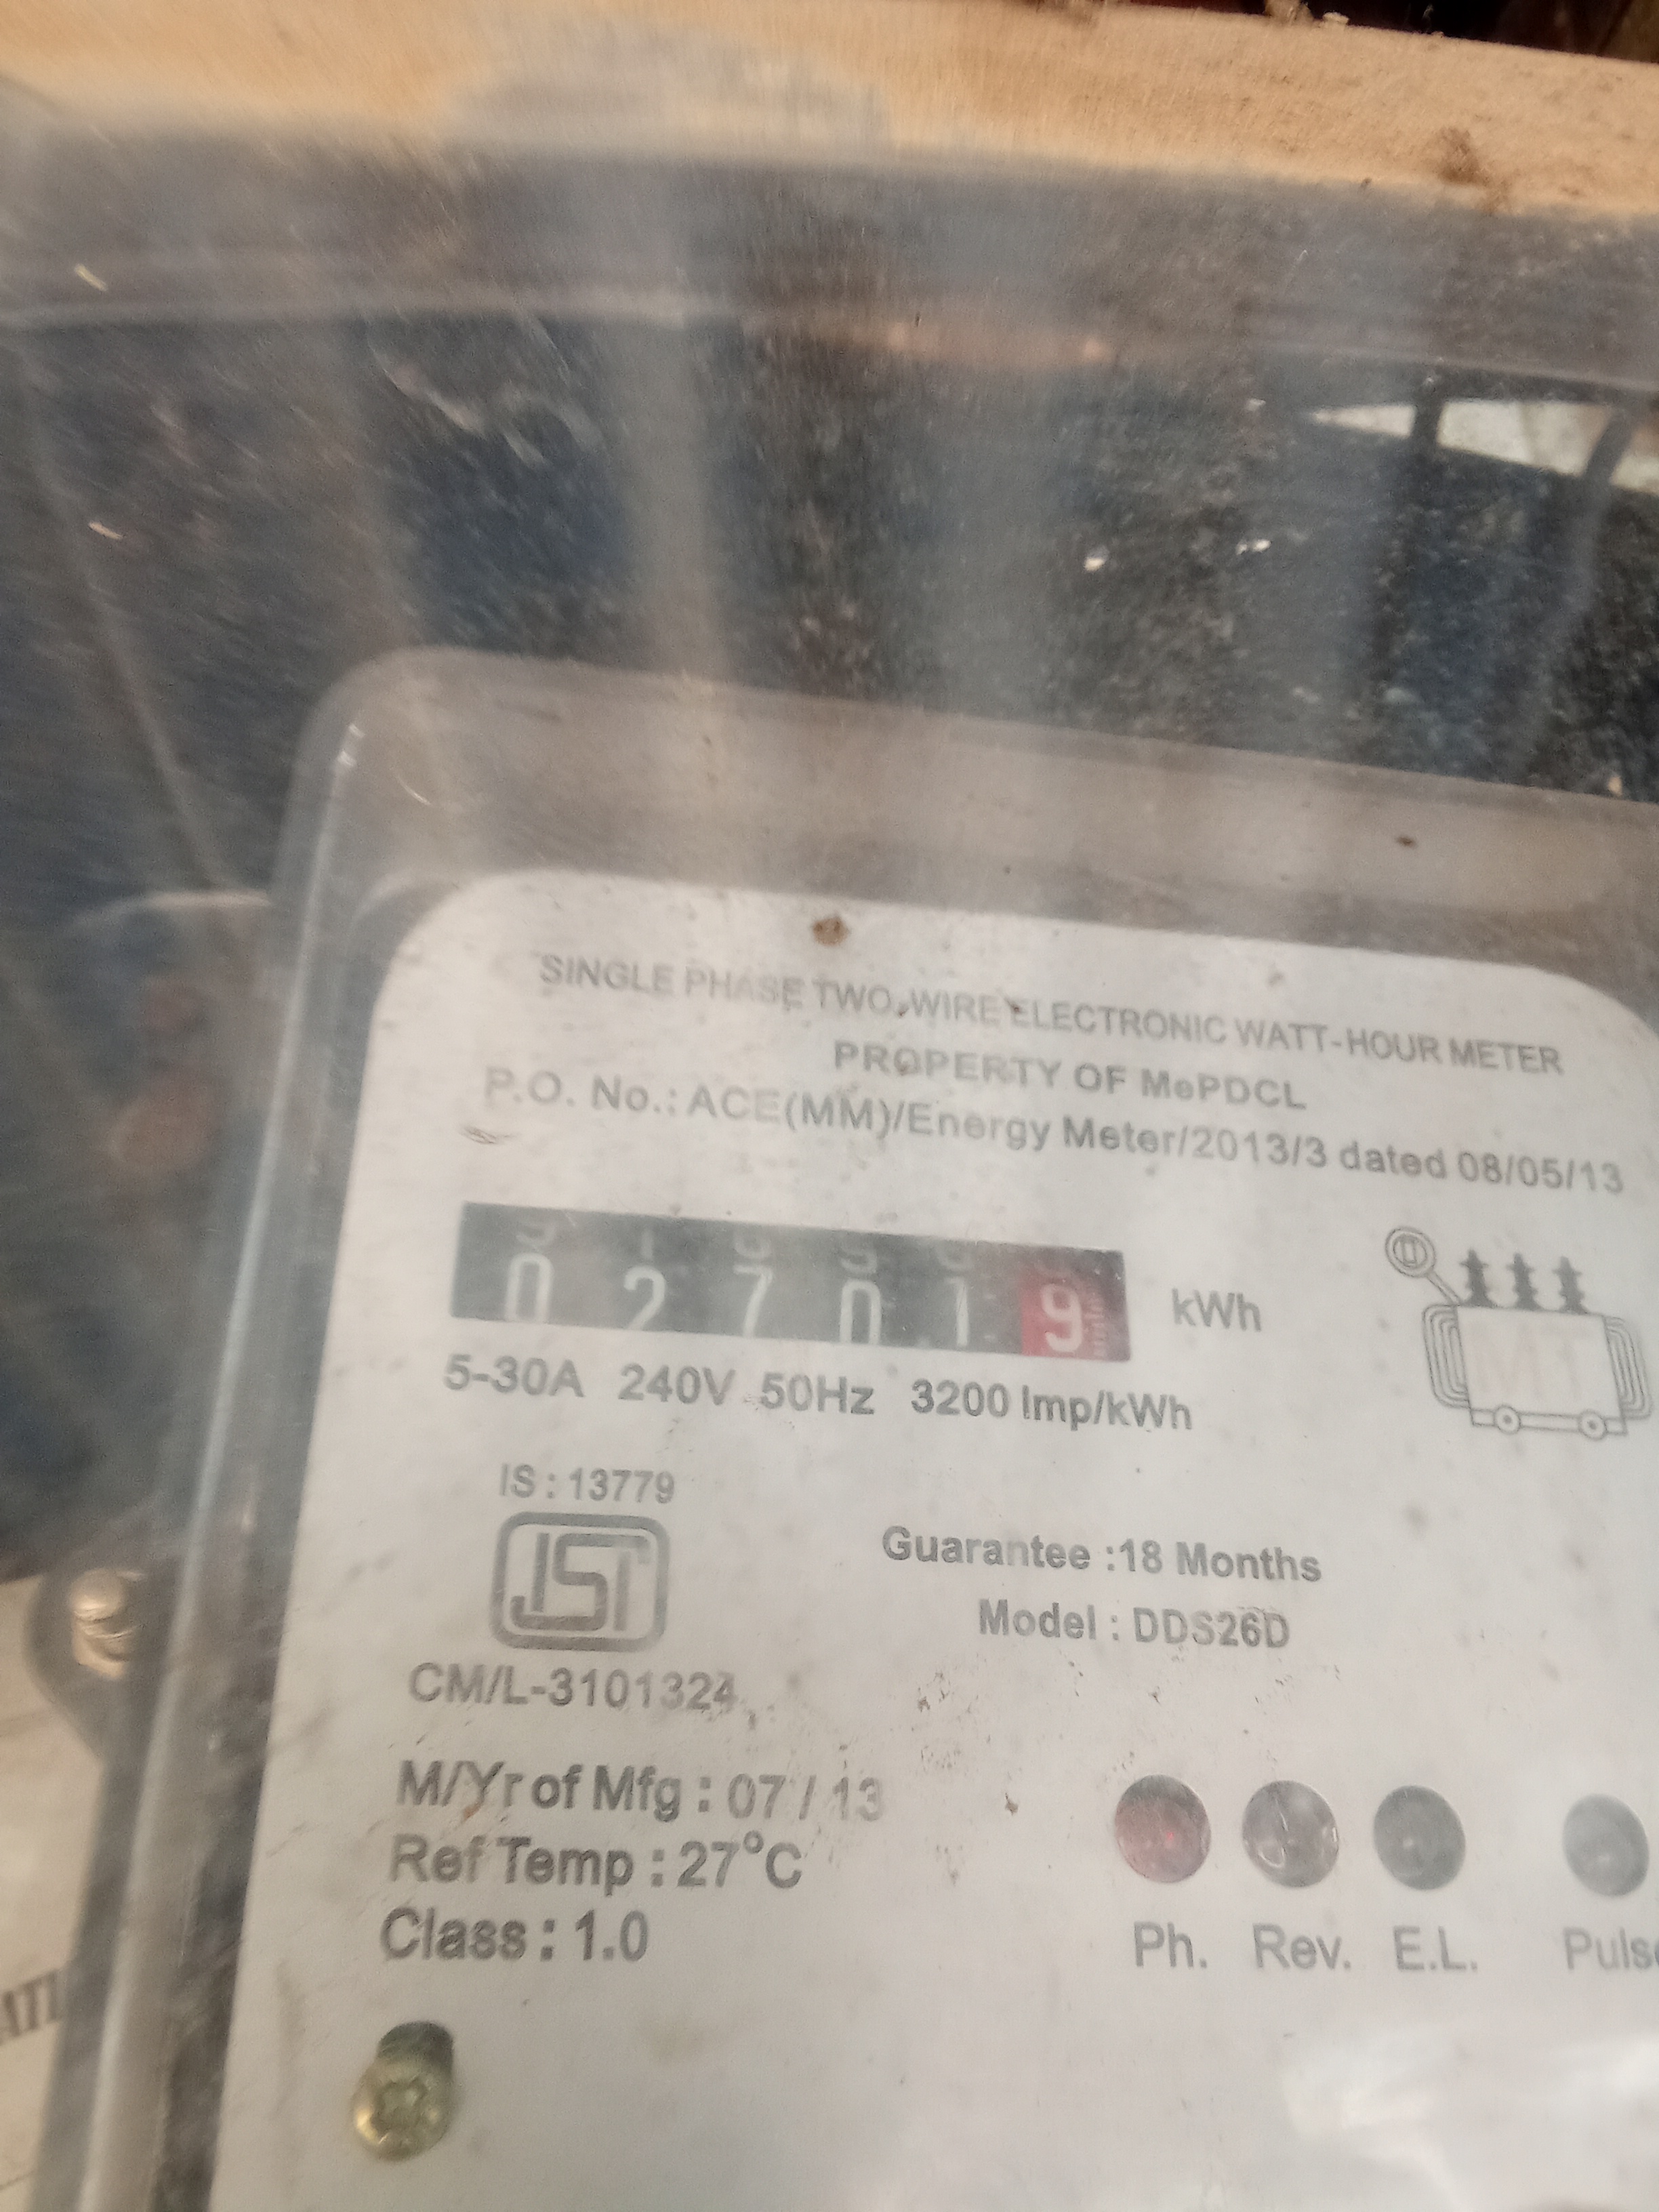 SINGLE PHASE TWO WIRE ELECTRONIC WATT-HOUR METER
PROPERTY OF MePDCL
P.O. No.: ACE(MM)/Energy Meter/2013/3 dated 08/05/13
0 2 7 0 1 9 kWh
5-30A 240V 50Hz 3200 Imp/kWh
IS : 13779
ISI
CM/L-3101324
Guarantee :18 Months
Model : DDS26D
M/Yr of Mfg : 07 / 13
Ref Temp : 27°C
Class : 1.0
Ph. Rev. E.L. Puls
MT